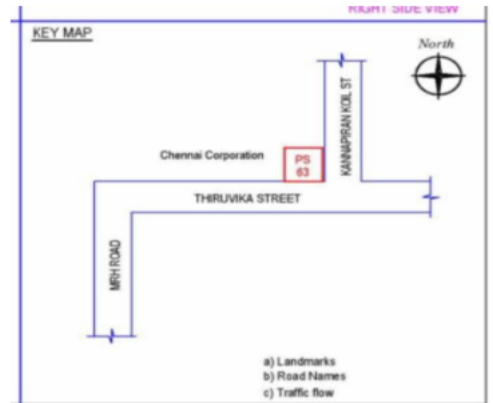 RIGHT SIDE VIEW
KEY MAP
North
KANNAPIRAN KOIL ST
Chennai Corporation
PS
63
THIRUVIKA STREET
MRH ROAD
a) Landmarks
b) Road Names
c) Traffic flow